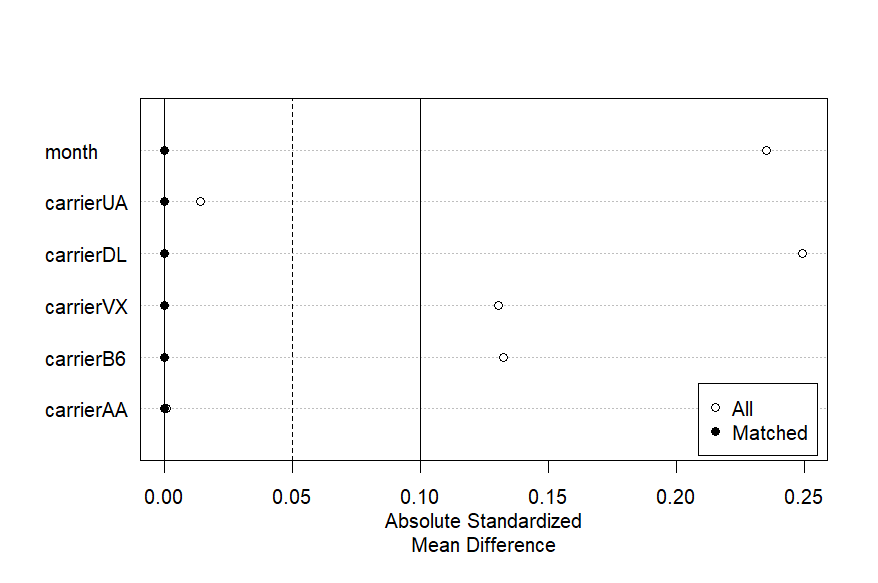 month
carrierUA
carrierDL
carrierVX
carrierB6
carrierAA
All
Matched
0.00 0.05 0.10 0.15 0.20 0.25
Absolute Standardized
Mean Difference